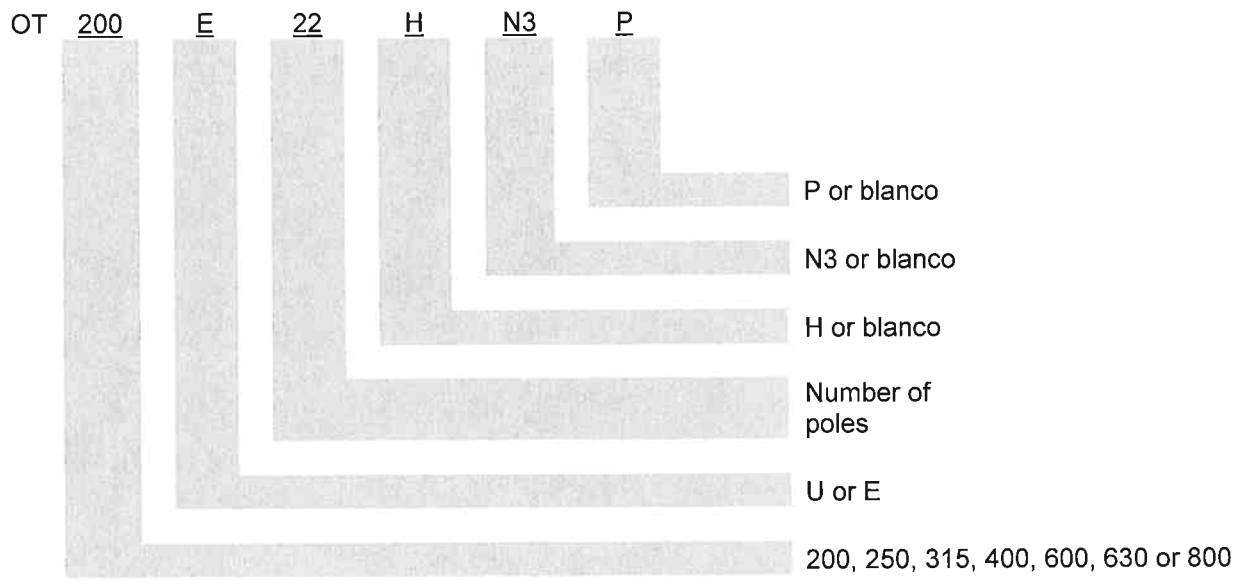 OT 200 E 22 H N3 P
P or blanco
N3 or blanco
H or blanco
Number of
poles
U or E
200, 250, 315, 400, 600, 630 or 800